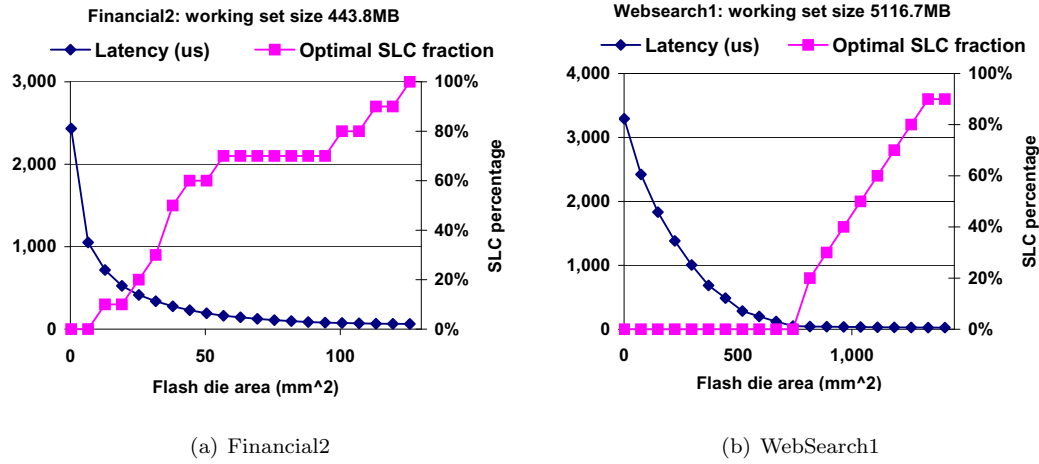 Financial2: working set size 443.8MB
Latency (us)
Optimal SLC fraction
3,000
2,000
1,000
0
100%
80%
60%
40%
20%
0%
SLC percentage
0
50
100
Flash die area (mm^2)
(a) Financial2
Websearch1: working set size 5116.7MB
Latency (us)
Optimal SLC fraction
4,000
3,000
2,000
1,000
0
100%
80%
60%
40%
20%
0%
SLC percentage
0
500
1,000
Flash die area (mm^2)
(b) WebSearch1